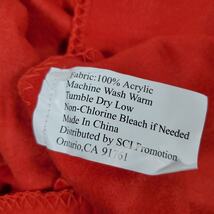 Fabric:100% Acrylic
Machine Wash Warm
Tumble Dry Low
Non-Chlorine Bleach if Needed
Made in China
Distributed by SCI Promotion
Ontario,CA 91761